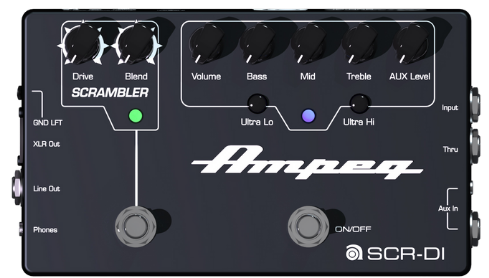 Drive Blend Volume Bass Mid Treble AUX Level
SCRAMBLER
Ultra Lo Ultra Hi
Input
GND LFT
XLR Out
Thru
Ampeg
Line Out
Aux In
Phones
ON/OFF
SCR-DI